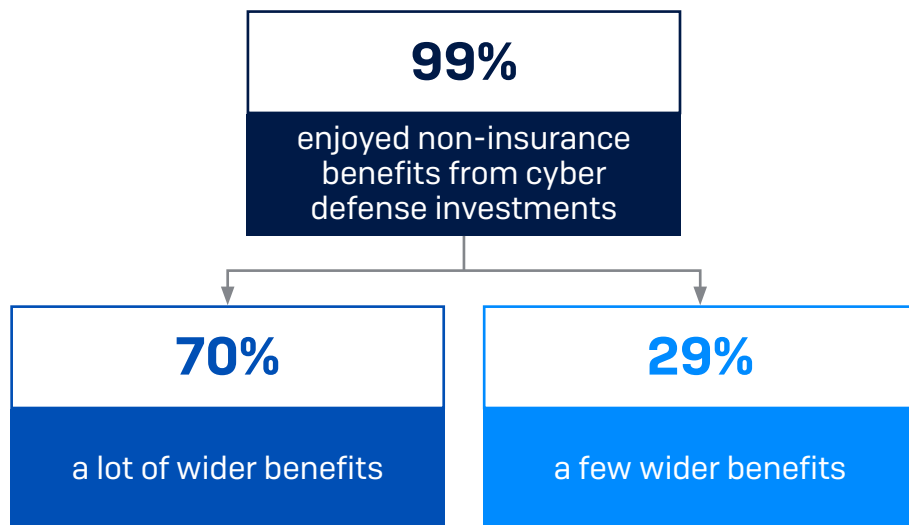 99%
enjoyed non-insurance
benefits from cyber
defense investments
70%
29%
a lot of wider benefits
a few wider benefits